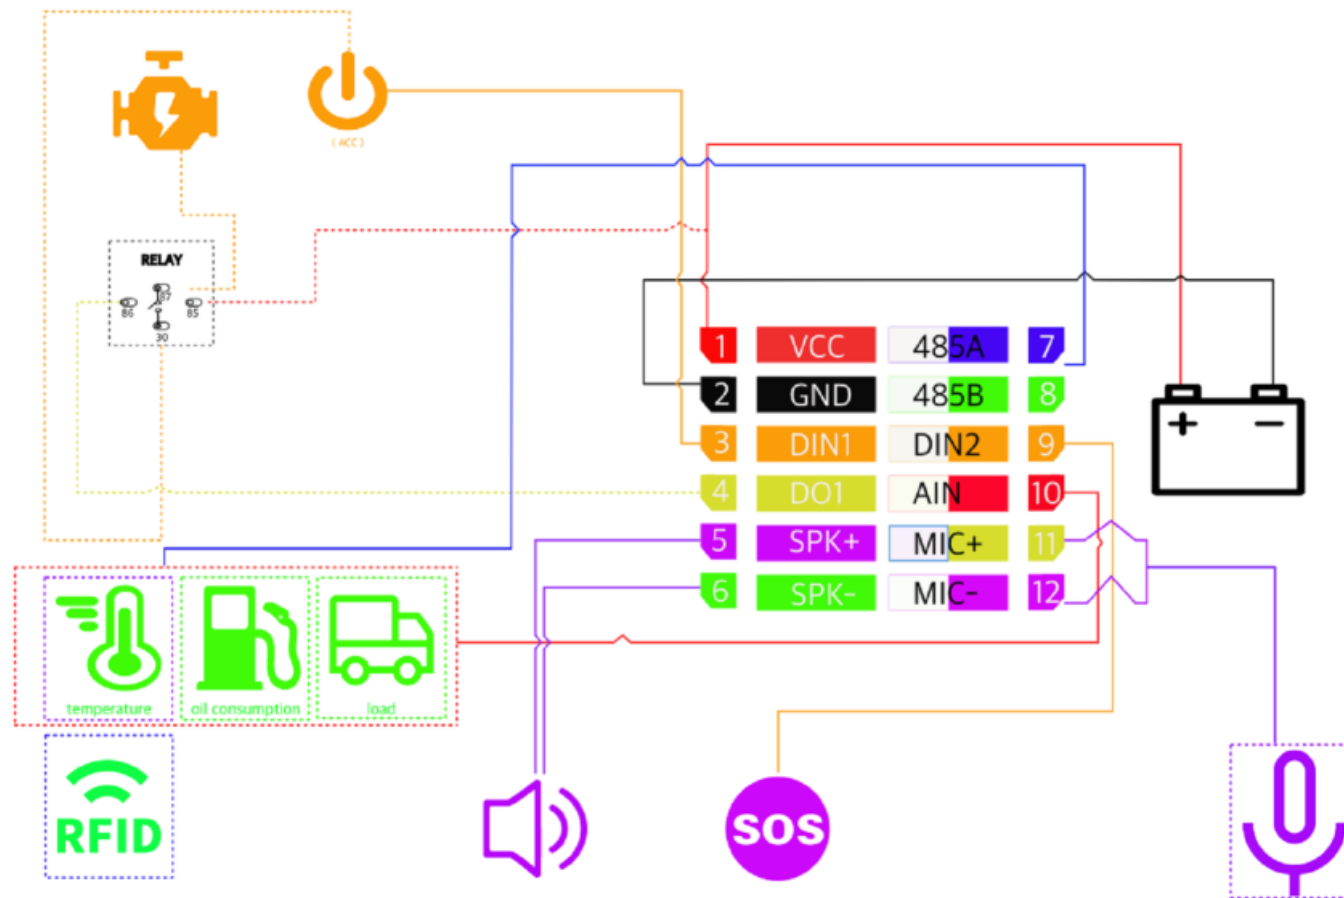 (ACC)
RELAY
87
86
85
30
1 VCC 485A 7
2 GND 485B 8
3 DIN1 DIN2 9
4 DO1 AIN 10
5 SPK+ MIC+ 11
6 SPK- MIC- 12
+ -
temperature
oil consumption
load
RFID
sos